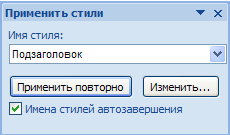 Применить стили
Имя стиля:
Подзаголовок
Применить повторно Изменить...
Имена стилей автозавершения